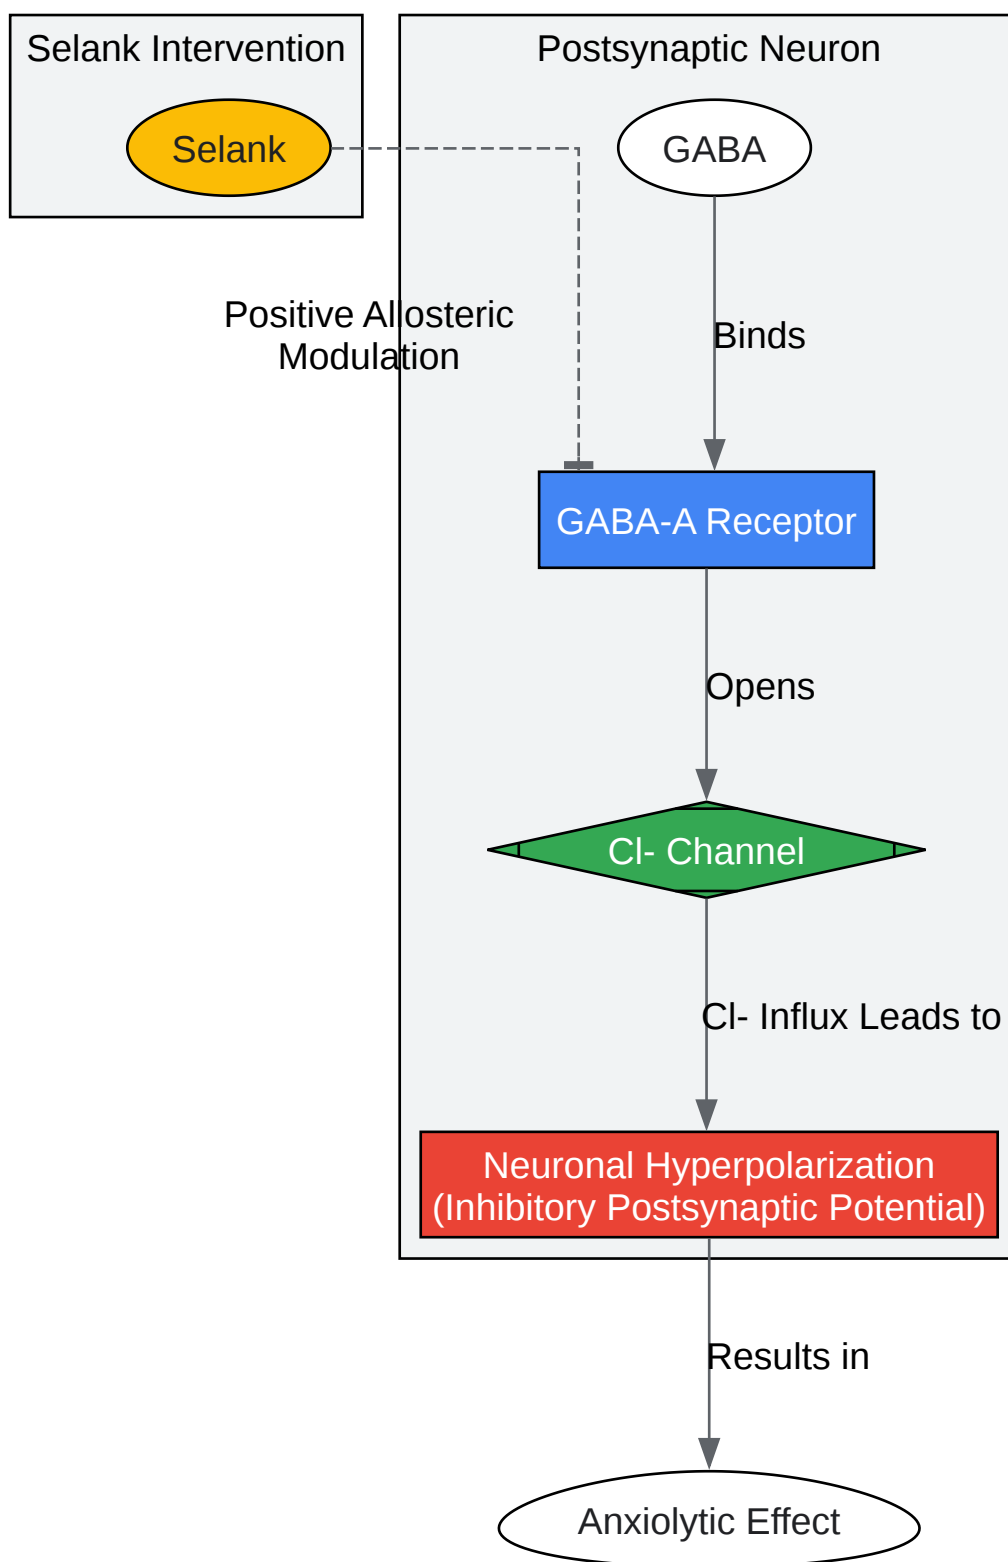 Selank Intervention
Postsynaptic Neuron
Selank
GABA
Positive Allosteric
Modulation
Binds
GABA-A Receptor
Opens
Cl- Channel
Cl- Influx Leads to
Neuronal Hyperpolarization
(Inhibitory Postsynaptic Potential)
Results in
Anxiolytic Effect